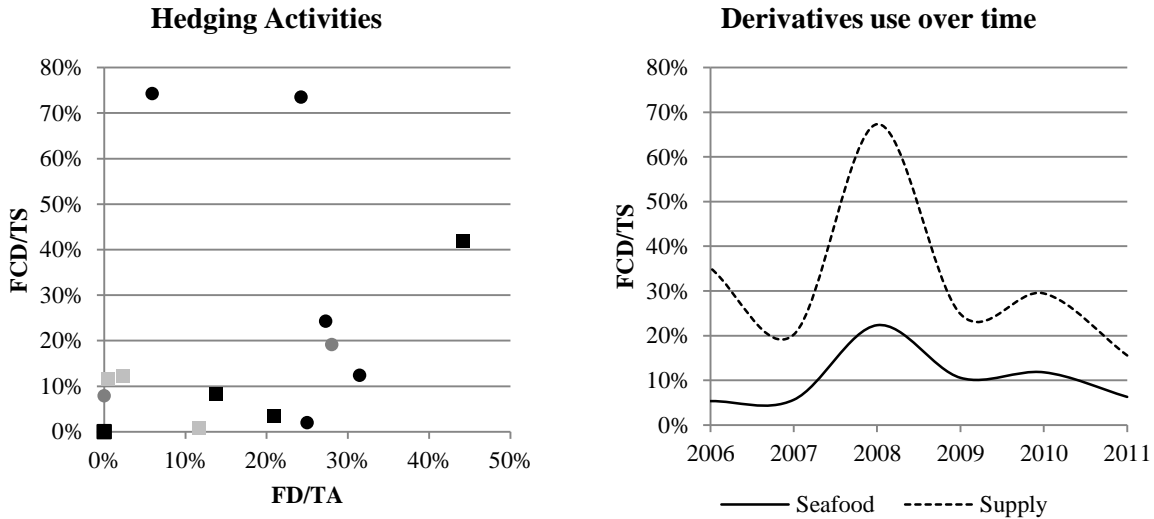 Hedging Activities
80%
70%
60%
50%
40%
30%
20%
10%
0%
FCD/TS
0% 10% 20% 30% 40% 50%
FD/TA
Derivatives use over time
80%
70%
60%
50%
40%
30%
20%
10%
0%
FCD/TS
2006 2007 2008 2009 2010 2011
Seafood Supply